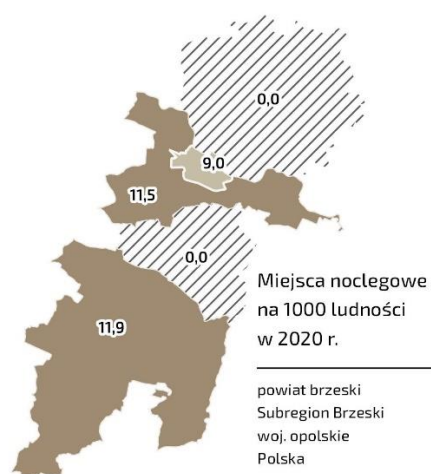 0,0
9,0
11,5
0,0
11,9
Miejsca noclegowe
na 1000 ludności
w 2020 r.
powiat brzeski
Subregion Brzeski
woj. opolskie
Polska